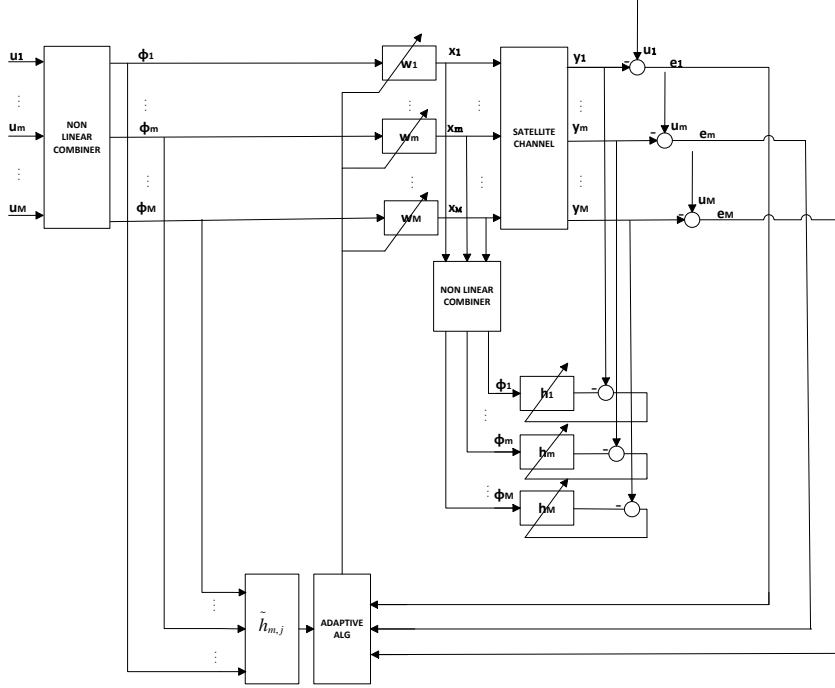 u1
ϕ1
w1
x1
y1
u1
e1
um
NON
LINEAR
COMBINER
ϕm
wm
xm
SATELLITE
CHANNEL
ym
um
em
uM
ϕM
wM
xM
yM
uM
eM
NON LINEAR
COMBINER
ϕ1
h1
ϕm
hm
ϕM
hM
h̃m,j
ADAPTIVE
ALG